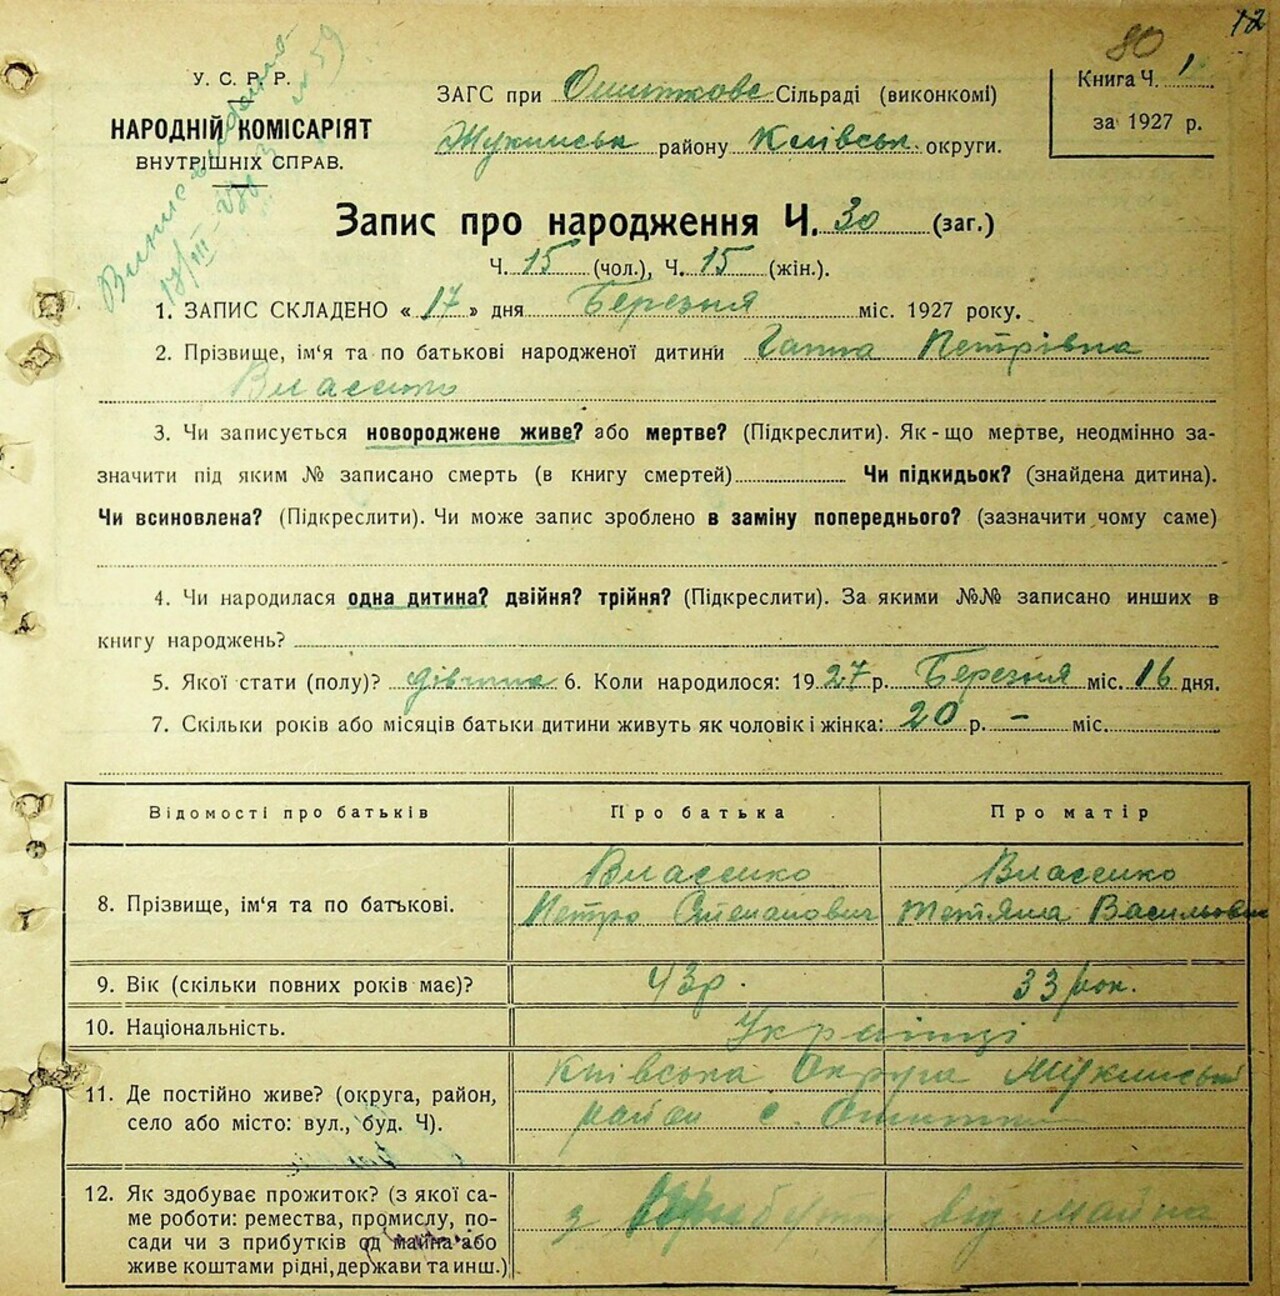 12
80
У. С. Р. Р.
НАРОДНІЙ КОМІСАРІЯТ
ВНУТРІШНІХ СПРАВ.
ЗАГС при Ошиткове Сільраді (виконкомі)
Жукинськ району Київськ. округи.
Книга Ч. 1
за 1927 р.
Запис про народження Ч. 30 (заг.)
Ч. 15 (чол.), Ч. 15 (жін.).
1. ЗАПИС СКЛАДЕНО « 17 » дня Березня міс. 1927 року.
2. Прізвище, ім‘я та по батькові народженої дитини Ганна Петрівна
Власенко
3. Чи записується новороджене живе? або мертве? (Підкреслити). Як-що мертве, неодмінно за-
значити під яким № записано смерть (в книгу смертей) Чи підкидьок? (знайдена дитина).
Чи всиновлена? (Підкреслити). Чи може запис зроблено в заміну попереднього? (зазначити чому саме)
4. Чи народилася одна дитина? двійня? трійня? (Підкреслити). За якими №№ записано инших в
книгу народжень?
5. Якої стати (полу)? дівчина 6. Коли народилося: 1927 р. Березня міс. 16 дня.
7. Скільки років або місяців батьки дитини живуть як чоловік і жінка: 20 р. – міс.
Відомості про батьків Про батька Про матір
8. Прізвище, ім‘я та по батькові. Власенко Петро Степанович Власенко Тетяна
9. Вік (скільки повних років має)? 43р. 33 рок.
10. Національність. Українці
11. Де постійно живе? (округа, район,
село або місто: вул., буд. Ч).
Київська Округа Жукинський
район с. Ошитки
12. Як здобуває прожиток? (з якої са-
ме роботи: ремества, промислу, по-
сади чи з прибутків од майна або
живе коштами рідні, держави та инш.)
з прибутків від майна